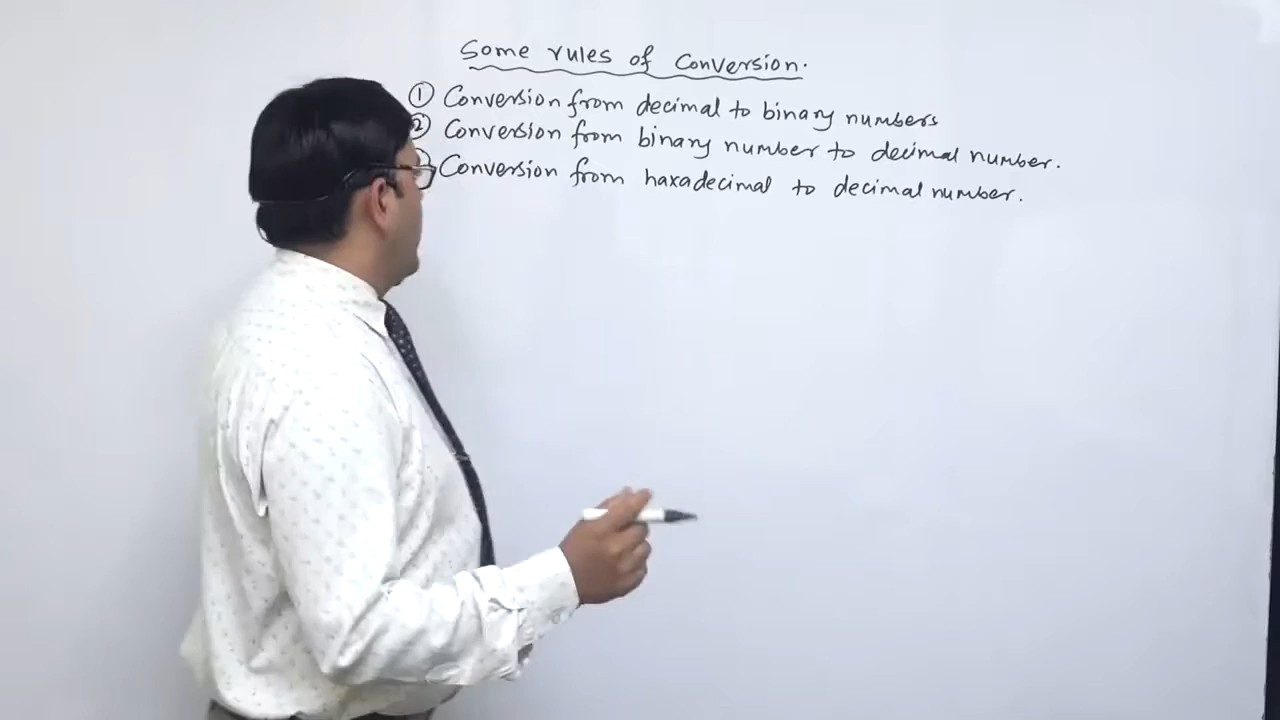 Some rules of Conversion.
① Conversion from decimal to binary numbers
② Conversion from binary number to decimal number.
Conversion from haxadecimal to decimal number.